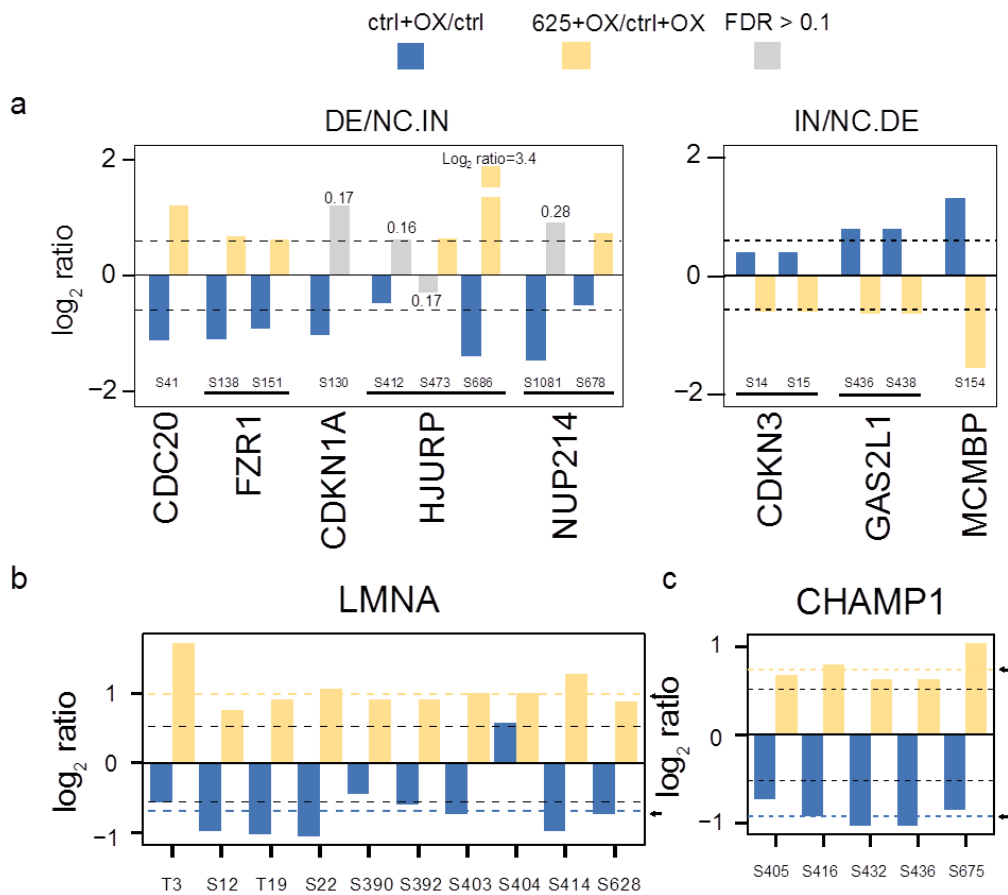 ctrl+OX/ctrl 625+OX/ctrl+OX FDR > 0.1
a
DE/NC.IN
IN/NC.DE
log₂ ratio
2
0
−2
Log₂ ratio=3.4
0.17
0.16
0.17
0.28
S41 S138 S151 S130 S412 S473 S686 S1081 S678
CDC20
FZR1
CDKN1A
HJURP
NUP214
2
0
−2
S14 S15 S436 S438 S154
CDKN3
GAS2L1
MCMBP
b
LMNA
log₂ ratio
1
0
−1
T3 S12 T19 S22 S390 S392 S403 S404 S414 S628
c
CHAMP1
log₂ ratio
1
0
−1
S405 S416 S432 S436 S675